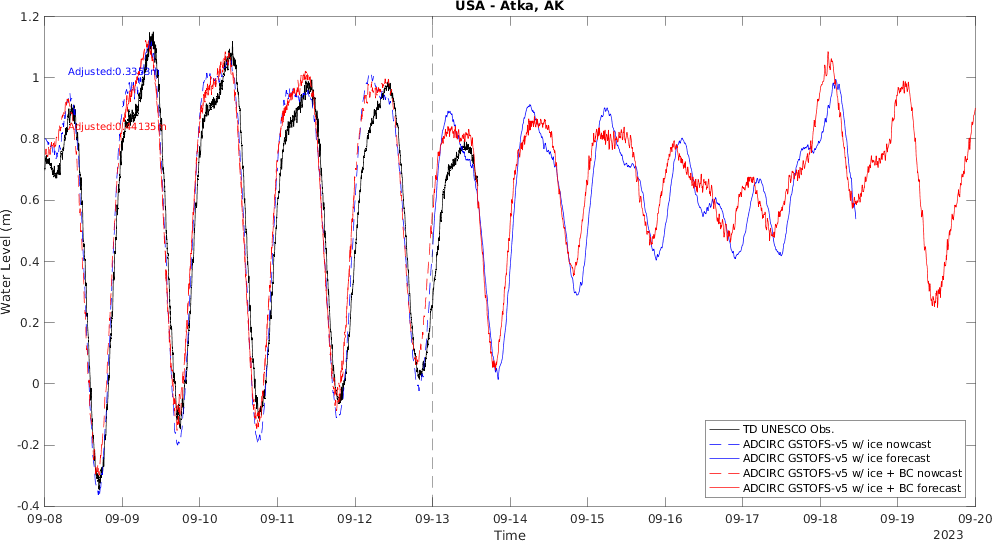 USA - Atka, AK
Water Level (m)
1.2
1
0.8
0.6
0.4
0.2
0
-0.2
-0.4
Adjusted:
Adjusted:
TD UNESCO Obs.
ADCIRC GSTOFS-v5 w/ ice nowcast
ADCIRC GSTOFS-v5 w/ ice forecast
ADCIRC GSTOFS-v5 w/ ice + BC nowcast
ADCIRC GSTOFS-v5 w/ ice + BC forecast
09-08 09-09 09-10 09-11 09-12 09-13 09-14 09-15 09-16 09-17 09-18 09-19 09-20
Time
2023